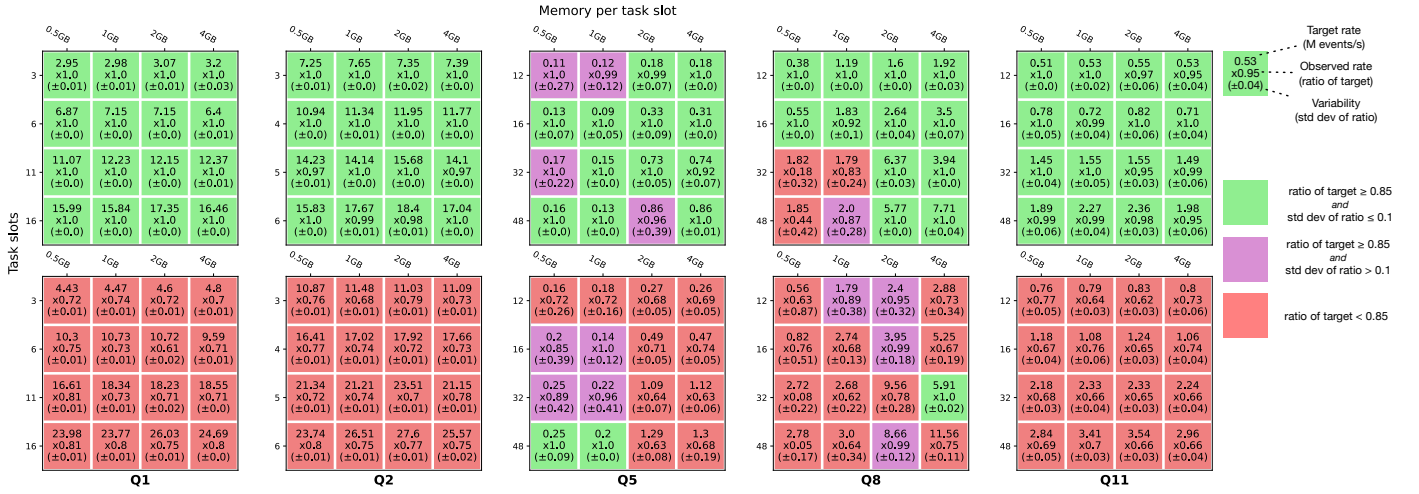 Memory per task slot
Task slots
0.5GB 1GB 2GB 4GB
3
2.95 2.98 3.07 3.2
x1.0 x1.0 x1.0 x1.0
(±0.01) (±0.01) (±0.01) (±0.03)
6
6.87 7.15 7.15 6.4
x1.0 x1.0 x1.0 x1.0
(±0.0) (±0.0) (±0.0) (±0.01)
11
11.07 12.23 12.15 12.37
x1.0 x1.0 x1.0 x1.0
(±0.0) (±0.0) (±0.0) (±0.01)
16
15.99 15.84 17.35 16.46
x1.0 x1.0 x1.0 x1.0
(±0.0) (±0.0) (±0.0) (±0.0)
0.5GB 1GB 2GB 4GB
2
7.25 7.65 7.35 7.39
x1.0 x1.0 x1.0 x1.0
(±0.0) (±0.01) (±0.02) (±0.0)
4
10.94 11.34 11.95 11.77
x1.0 x1.0 x1.0 x1.0
(±0.0) (±0.01) (±0.01) (±0.0)
5
14.23 14.14 15.68 14.1
x0.97 x1.0 x1.0 x0.97
(±0.01) (±0.0) (±0.0) (±0.0)
6
15.83 17.67 18.4 17.04
x1.0 x0.99 x0.98 x1.0
(±0.0) (±0.01) (±0.01) (±0.0)
0.5GB 1GB 2GB 4GB
12
0.11 0.12 0.18 0.18
x1.0 x0.99 x0.99 x1.0
(±0.27) (±0.12) (±0.07) (±0.0)
16
0.13 0.09 0.33 0.31
x1.0 x1.0 x1.0 x1.0
(±0.07) (±0.05) (±0.09) (±0.0)
32
0.17 0.15 0.73 0.74
x1.0 x1.0 x1.0 x0.92
(±0.22) (±0.0) (±0.05) (±0.07)
48
0.16 0.13 0.86 0.86
x1.0 x1.0 x0.96 x1.0
(±0.0) (±0.0) (±0.39) (±0.01)
0.5GB 1GB 2GB 4GB
12
0.38 1.19 1.6 1.92
x1.0 x1.0 x1.0 x1.0
(±0.0) (±0.0) (±0.0) (±0.03)
16
0.55 1.83 2.64 3.5
x1.0 x0.92 x1.0 x1.0
(±0.0) (±0.1) (±0.04) (±0.07)
32
1.82 1.79 6.37 3.94
x0.18 x0.83 x1.0 x1.0
(±0.32) (±0.24) (±0.03) (±0.0)
48
1.85 2.0 5.77 7.71
x0.44 x0.87 x1.0 x1.0
(±0.42) (±0.28) (±0.0) (±0.04)
0.5GB 1GB 2GB 4GB
12
0.51 0.53 0.55 0.53
x1.0 x1.0 x0.97 x0.95
(±0.0) (±0.02) (±0.03) (±0.04)
16
0.78 0.72 0.82 0.71
x1.0 x0.99 x1.0 x1.0
(±0.05) (±0.04) (±0.06) (±0.04)
32
1.45 1.55 1.55 1.49
x1.0 x1.0 x0.99 x0.99
(±0.04) (±0.05) (±0.04) (±0.06)
48
1.89 2.27 2.36 1.98
x0.99 x0.99 x0.98 x0.95
(±0.06) (±0.04) (±0.05) (±0.06)
0.53
x0.95
(±0.04)
Target rate
(M events/s)
Observed rate
(ratio of target)
Variability
(std dev of ratio)
ratio of target ≥ 0.85
and
std dev of ratio ≤ 0.1
ratio of target ≥ 0.85
and
std dev of ratio > 0.1
ratio of target < 0.85
0.5GB 1GB 2GB 4GB
3
4.43 4.47 4.6 4.8
x0.72 x0.74 x0.72 x0.7
(±0.01) (±0.01) (±0.01) (±0.01)
6
10.3 10.73 10.72 9.59
x0.75 x0.73 x0.61 x0.71
(±0.01) (±0.01) (±0.02) (±0.01)
11
16.61 18.34 18.23 18.55
x0.81 x0.73 x0.71 x0.71
(±0.01) (±0.01) (±0.02) (±0.0)
16
23.98 23.77 26.03 24.69
x0.81 x0.8 x0.75 x0.8
(±0.01) (±0.01) (±0.01) (±0.0)
Q1
0.5GB 1GB 2GB 4GB
2
10.87 11.48 11.03 11.09
x0.76 x0.68 x0.79 x0.73
(±0.01) (±0.01) (±0.01) (±0.01)
4
16.41 17.02 17.92 17.66
x0.77 x0.74 x0.72 x0.73
(±0.01) (±0.01) (±0.01) (±0.01)
5
21.34 21.21 23.51 21.15
x0.72 x0.74 x0.7 x0.78
(±0.01) (±0.01) (±0.01) (±0.01)
6
23.74 26.51 27.6 25.57
x0.8 x0.75 x0.77 x0.75
(±0.01) (±0.01) (±0.01) (±0.02)
Q2
0.5GB 1GB 2GB 4GB
12
0.16 0.18 0.27 0.26
x0.72 x0.72 x0.68 x0.69
(±0.26) (±0.16) (±0.05) (±0.05)
16
0.2 0.14 0.49 0.47
x0.85 x1.0 x0.71 x0.74
(±0.39) (±0.12) (±0.05) (±0.05)
32
0.25 0.22 1.09 1.12
x0.89 x0.96 x0.64 x0.63
(±0.42) (±0.41) (±0.07) (±0.06)
48
0.25 0.2 1.29 1.3
x1.0 x1.0 x0.63 x0.68
(±0.09) (±0.0) (±0.08) (±0.19)
Q5
0.5GB 1GB 2GB 4GB
12
0.56 1.79 2.4 2.88
x0.63 x0.89 x0.95 x0.73
(±0.87) (±0.38) (±0.32) (±0.34)
16
0.82 2.74 3.95 5.25
x0.76 x0.68 x0.99 x0.67
(±0.51) (±0.13) (±0.18) (±0.19)
32
2.72 2.68 9.56 5.91
x0.08 x0.62 x0.78 x1.0
(±0.22) (±0.22) (±0.28) (±0.02)
48
2.78 3.0 8.66 11.56
x0.05 x0.64 x0.99 x0.75
(±0.17) (±0.34) (±0.12) (±0.11)
Q8
0.5GB 1GB 2GB 4GB
12
0.76 0.79 0.83 0.8
x0.77 x0.64 x0.62 x0.73
(±0.05) (±0.03) (±0.03) (±0.06)
16
1.18 1.08 1.24 1.06
x0.67 x0.76 x0.65 x0.74
(±0.04) (±0.06) (±0.03) (±0.04)
32
2.18 2.33 2.33 2.24
x0.68 x0.66 x0.65 x0.66
(±0.03) (±0.04) (±0.03) (±0.04)
48
2.84 3.41 3.54 2.96
x0.69 x0.7 x0.66 x0.66
(±0.05) (±0.03) (±0.03) (±0.04)
Q11